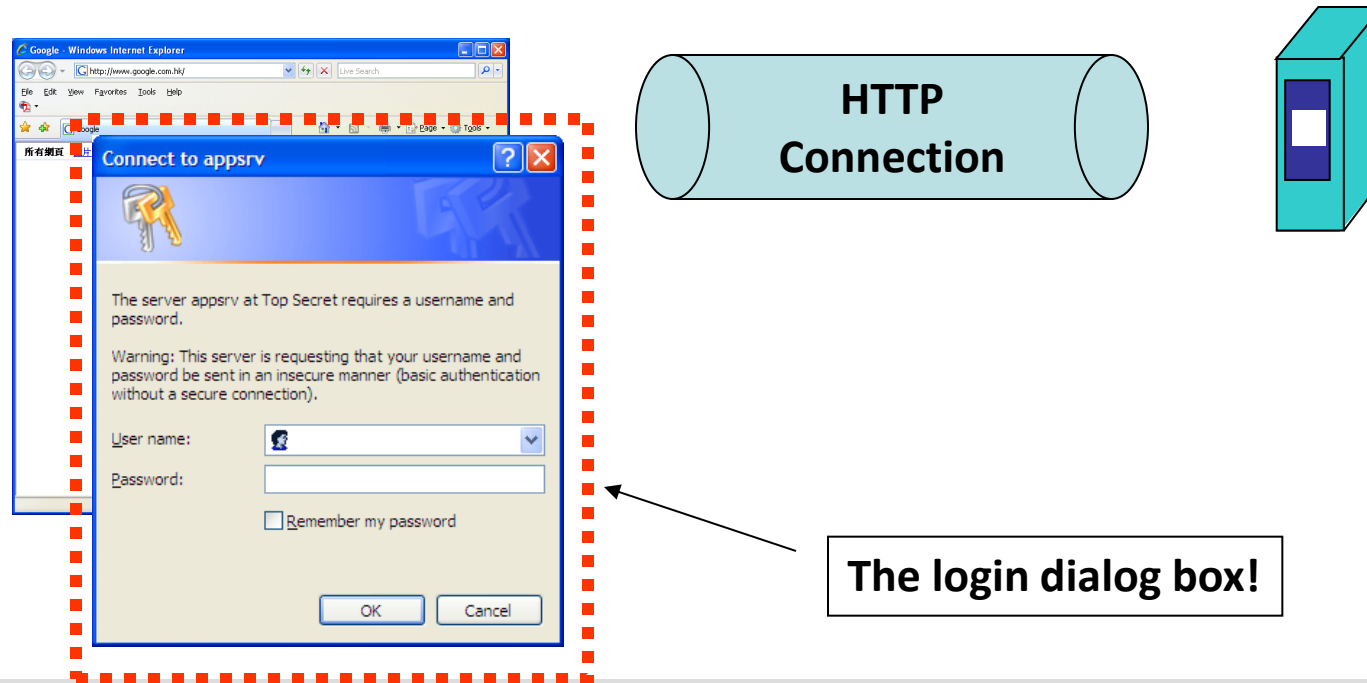 Google - Windows Internet Explorer
http://www.google.com.hk/
Live Search
File Edit View Favorites Tools Help
Google
Page Tools
所有網頁
Connect to appsrv
The server appsrv at Top Secret requires a username and
password.
Warning: This server is requesting that your username and
password be sent in an insecure manner (basic authentication
without a secure connection).
User name:
Password:
Remember my password
OK Cancel
HTTP
Connection
The login dialog box!